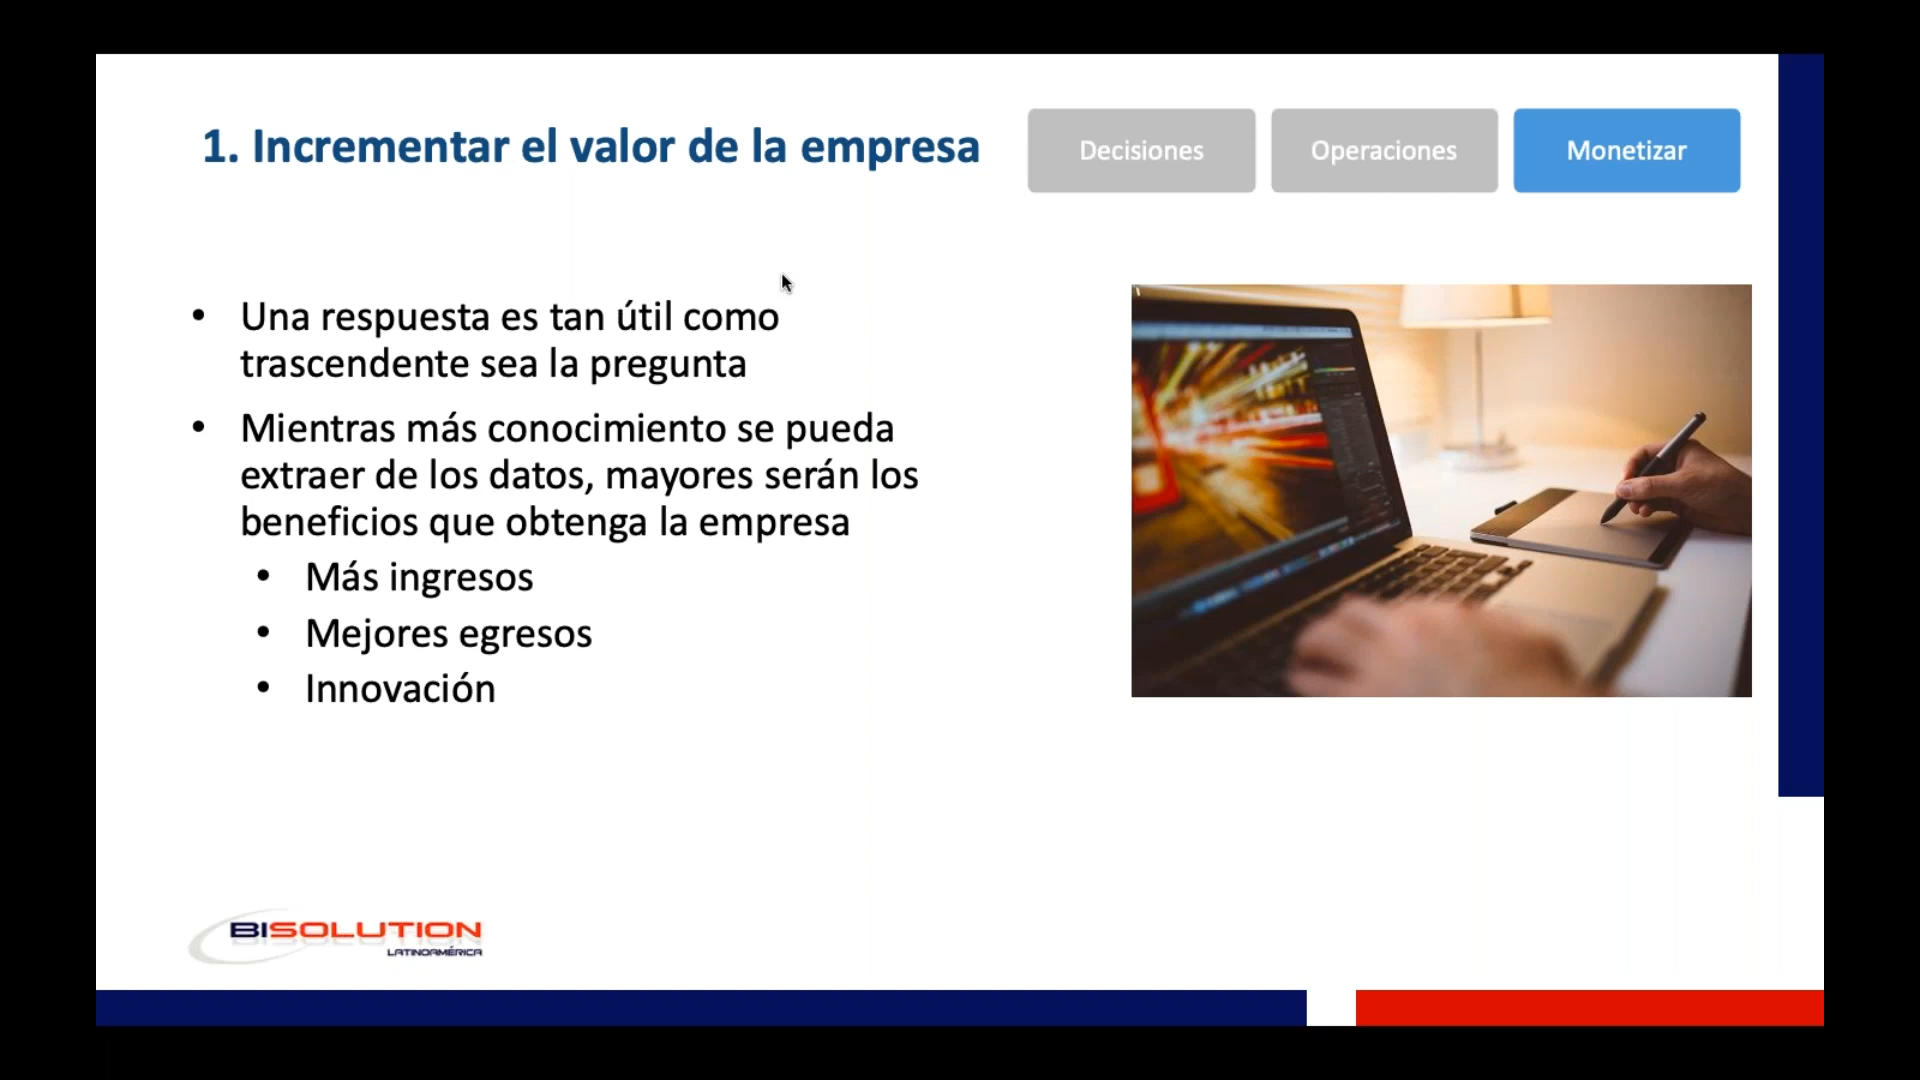 1. Incrementar el valor de la empresa
Decisiones
Operaciones
Monetizar
• Una respuesta es tan útil como
trascendente sea la pregunta
• Mientras más conocimiento se pueda
extraer de los datos, mayores serán los
beneficios que obtenga la empresa
• Más ingresos
• Mejores egresos
• Innovación
BISOLUTION
LATINOAMÉRICA